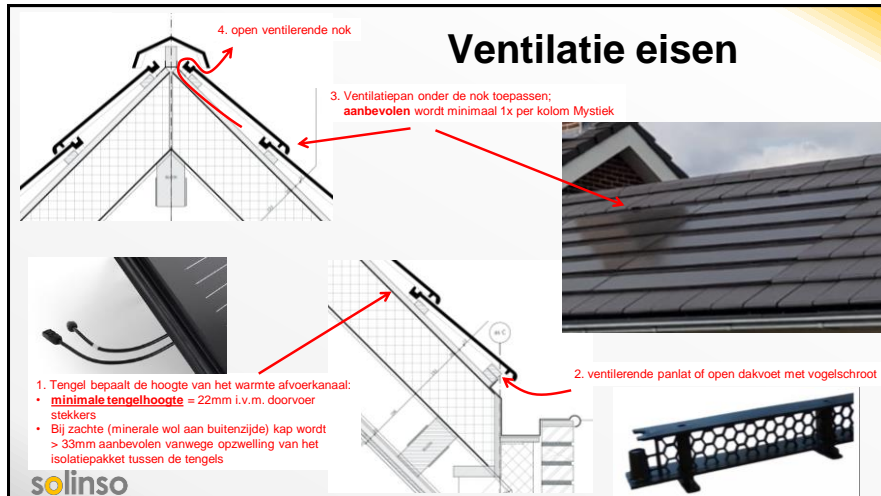 Ventilatie eisen
4. open ventilerende nok
3. Ventilatiepan onder de nok toepassen;
aanbevolen wordt minimaal 1x per kolom Mystiek
1. Tengel bepaalt de hoogte van het warmte afvoerkanaal:
• minimale tengelhoogte = 22mm i.v.m. doorvoer
stekkers
• Bij zachte (minerale wol aan buitenzijde) kap wordt
> 33mm aanbevolen vanwege opzwelling van het
isolatiepakket tussen de tengels
2. ventilerende panlat of open dakvoet met vogelschroot
solinso